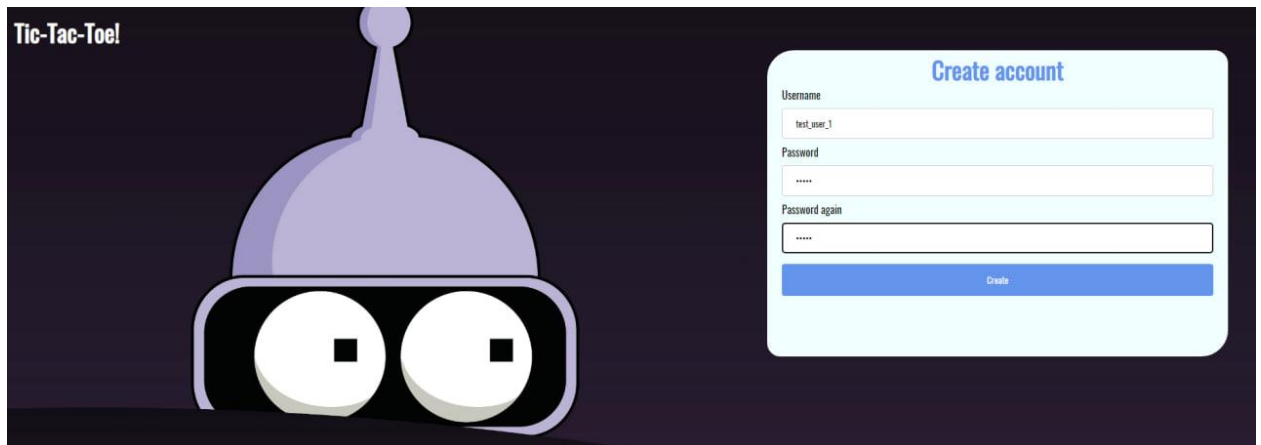 Tic-Tac-Toe!
Create account
Username
test_user_1
Password
•••••
Password again
•••••
Create